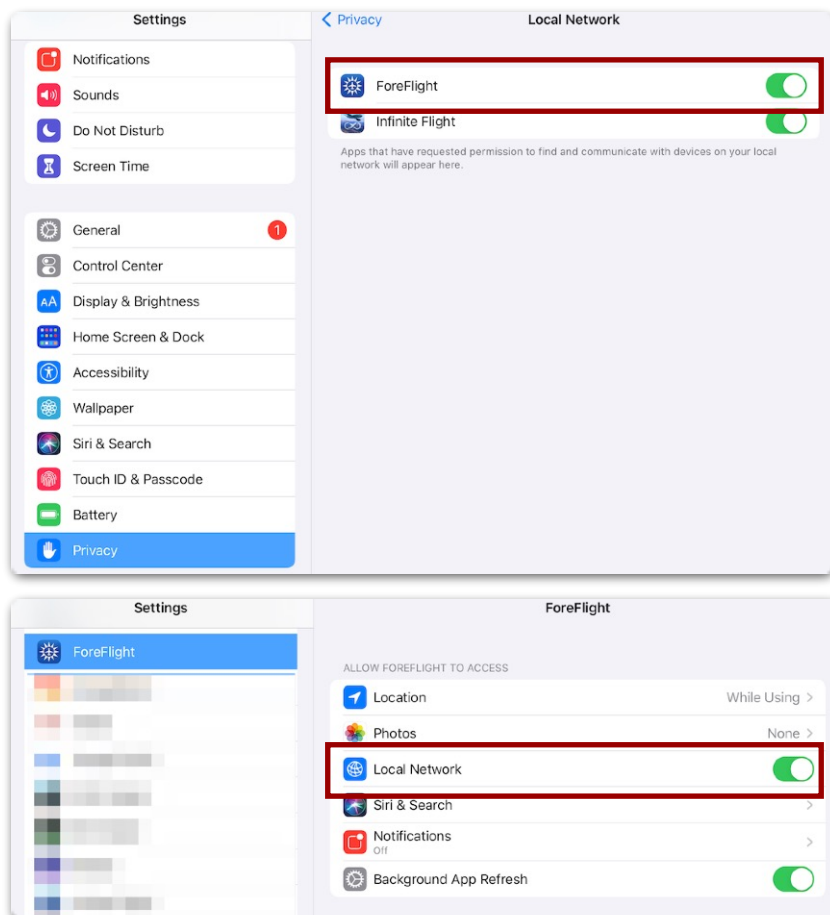 Settings
Notifications
Sounds
Do Not Disturb
Screen Time
General
1
Control Center
AA Display & Brightness
Home Screen & Dock
Accessibility
Wallpaper
Siri & Search
Touch ID & Passcode
Battery
Privacy
Privacy
Local Network
ForeFlight
Infinite Flight
Apps that have requested permission to find and communicate with devices on your local
network will appear here.
Settings
ForeFlight
ForeFlight
ALLOW FOREFLIGHT TO ACCESS
Location While Using
Photos None
Local Network
Siri & Search
Notifications
Off
Background App Refresh